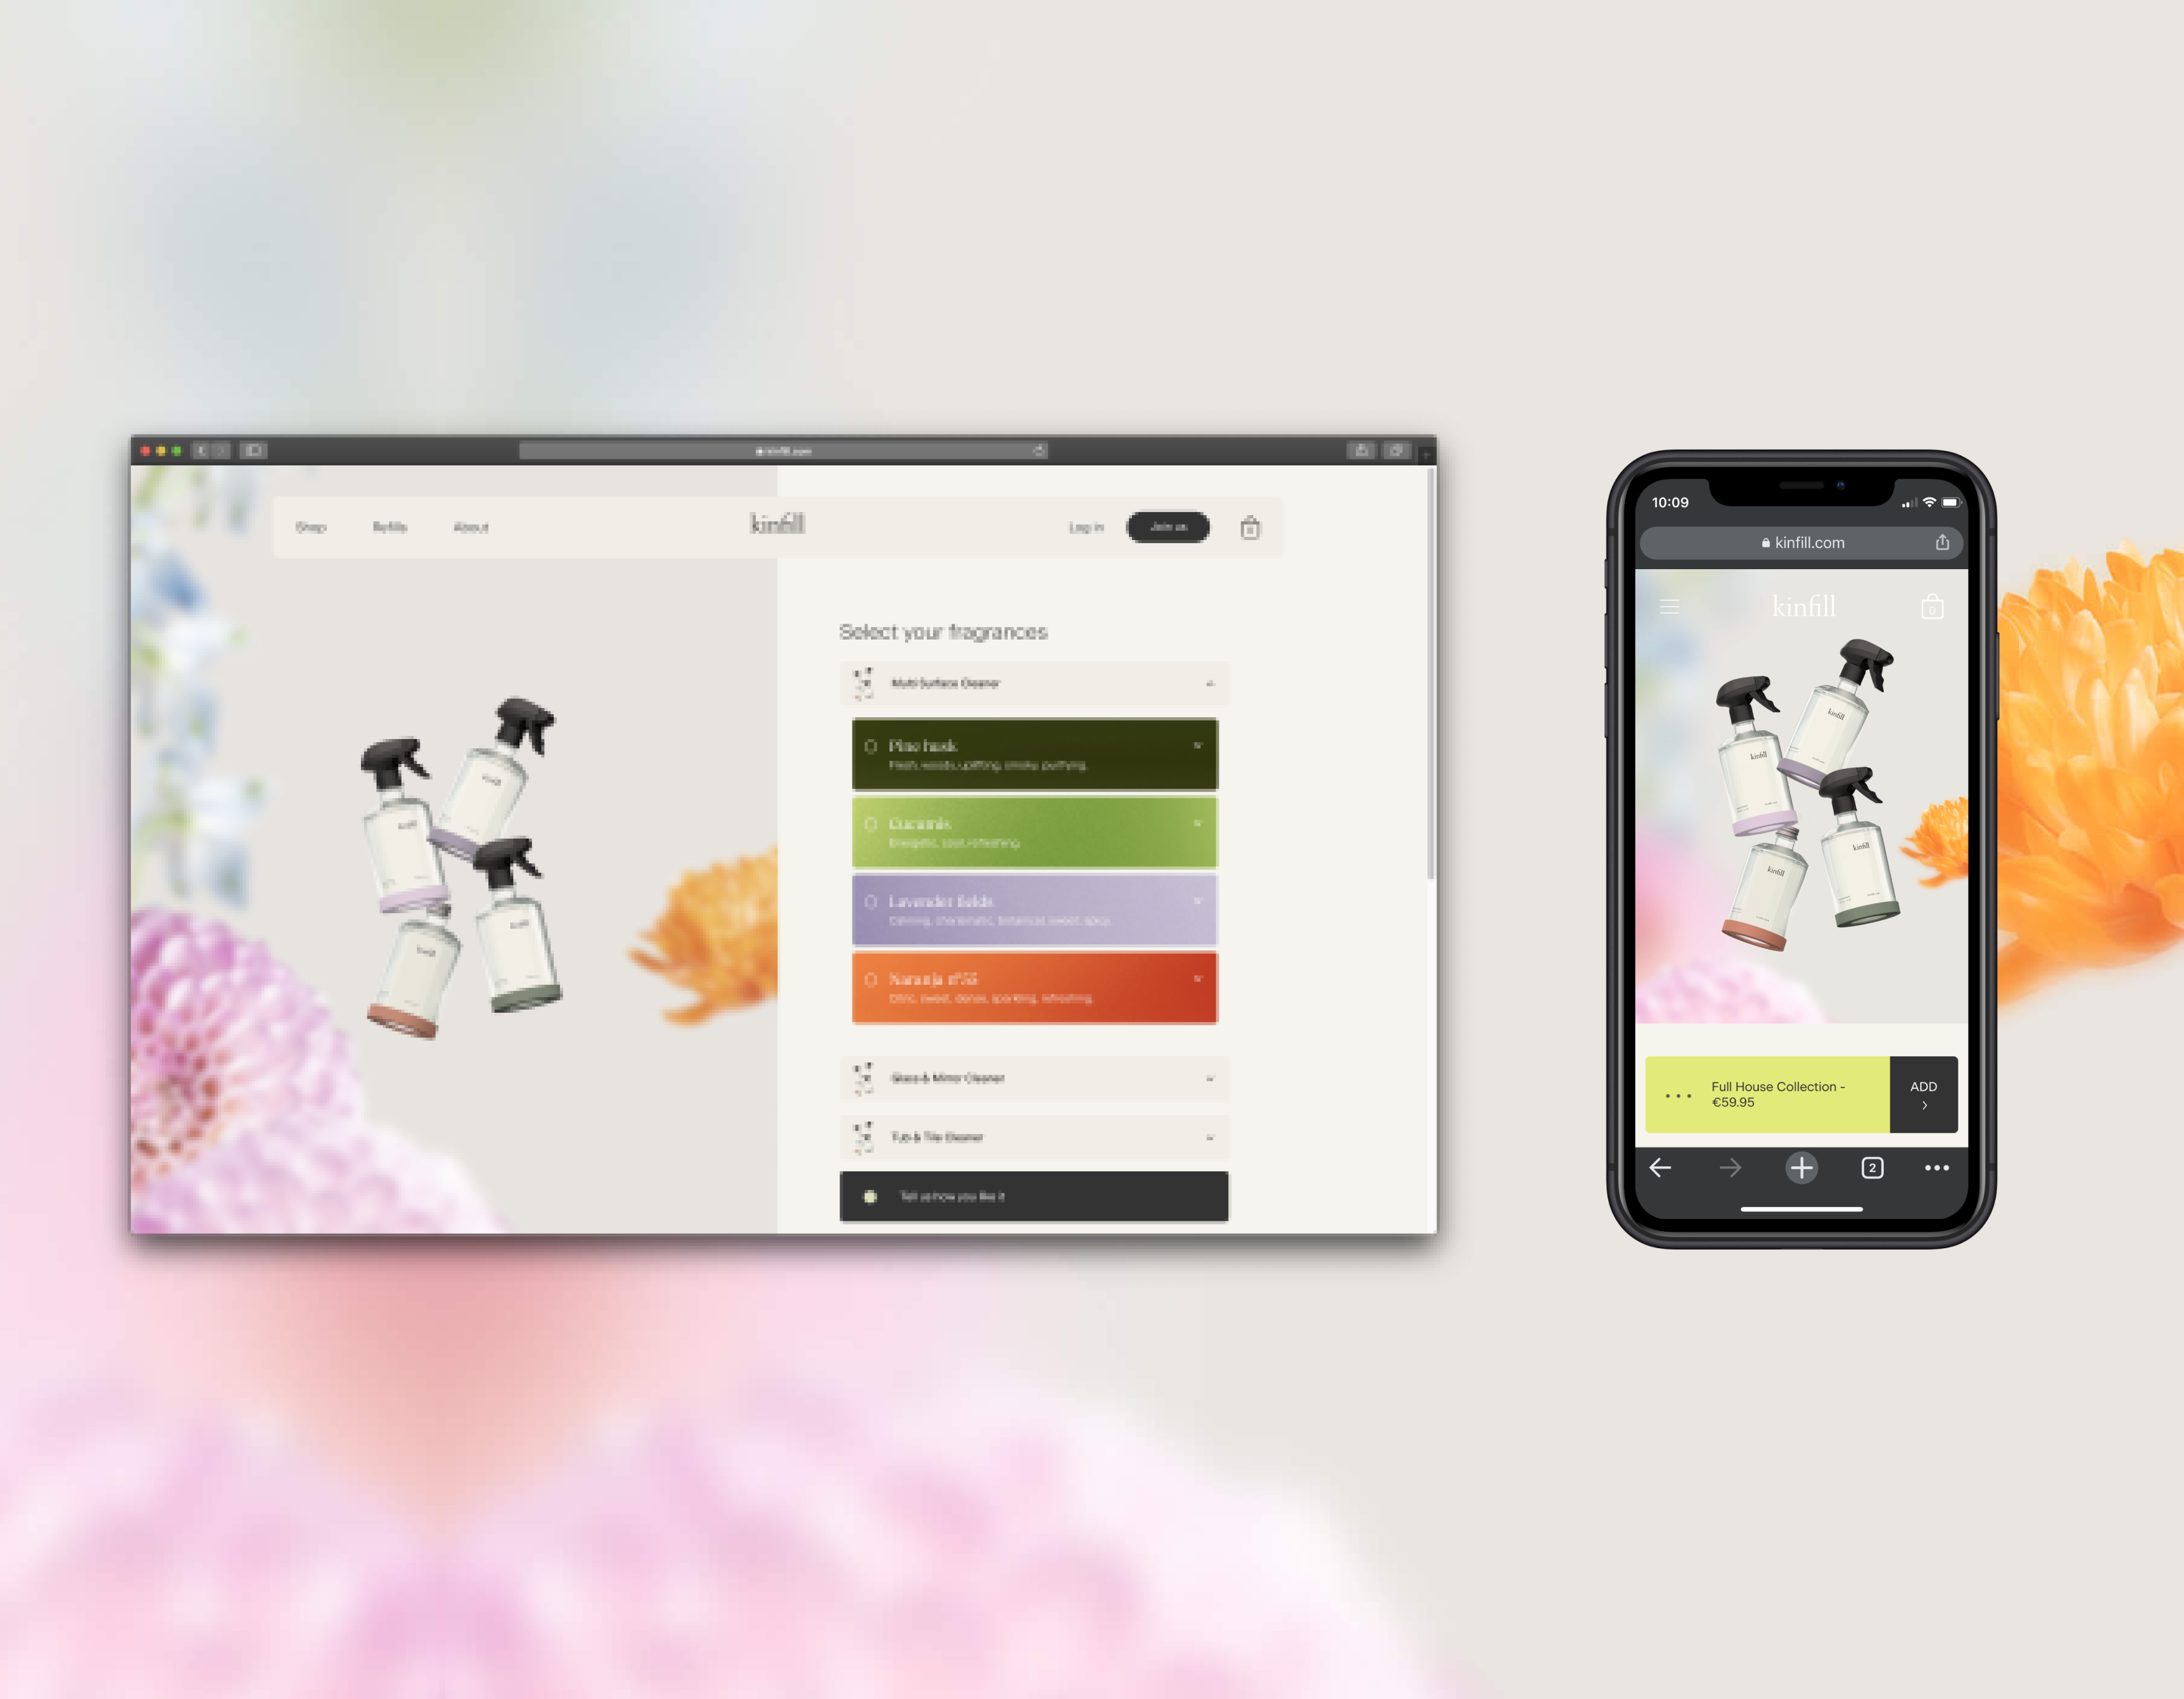 kinfill.com
Shop Refills About kinfill Log in Join us
Select your fragrances
Multi Surface Cleaner
Pine husk
Fresh, woody, uplifting, smoky, purifying.
Cucumis
Energetic, cool, refreshing.
Lavender fields
Calming, charismatic, botanical, sweet, spicy.
Naranja nº55
Citric, sweet, dense, sparkling, refreshing.
Glass & Mirror Cleaner
Tub & Tile Cleaner
Tell us how you like it
10:09
kinfill.com
kinfill
0
kinfill
kinfill
kinfill
kinfill
Full House Collection -
€59.95
ADD
2